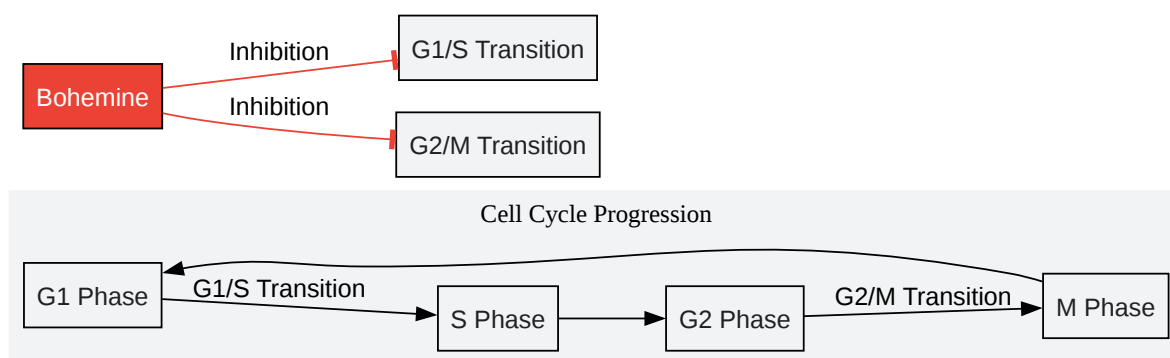 Inhibition
G1/S Transition
Bohemine
Inhibition
G2/M Transition
Cell Cycle Progression
G1 Phase
G1/S Transition
S Phase
G2 Phase
G2/M Transition
M Phase